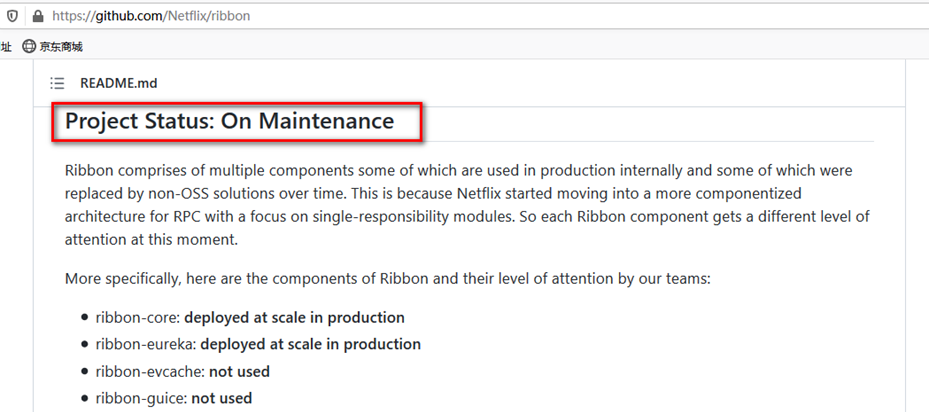 https://github.com/Netflix/ribbon
址 京东商城
README.md
Project Status: On Maintenance
Ribbon comprises of multiple components some of which are used in production internally and some of which were
replaced by non-OSS solutions over time. This is because Netflix started moving into a more componentized
architecture for RPC with a focus on single-responsibility modules. So each Ribbon component gets a different level of
attention at this moment.
More specifically, here are the components of Ribbon and their level of attention by our teams:
ribbon-core: deployed at scale in production
ribbon-eureka: deployed at scale in production
ribbon-evcache: not used
ribbon-guice: not used